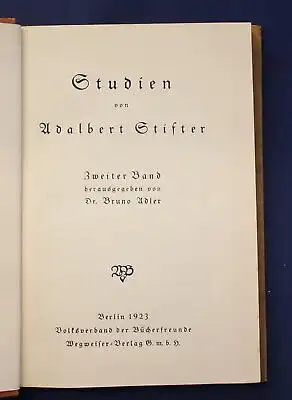 Studien
von
Adalbert Stifter
Zweiter Band
herausgegeben von
Dr. Bruno Adler
Berlin 1923
Volksverband der Bücherfreunde
Wegweiser-Verlag G.m.b.H.